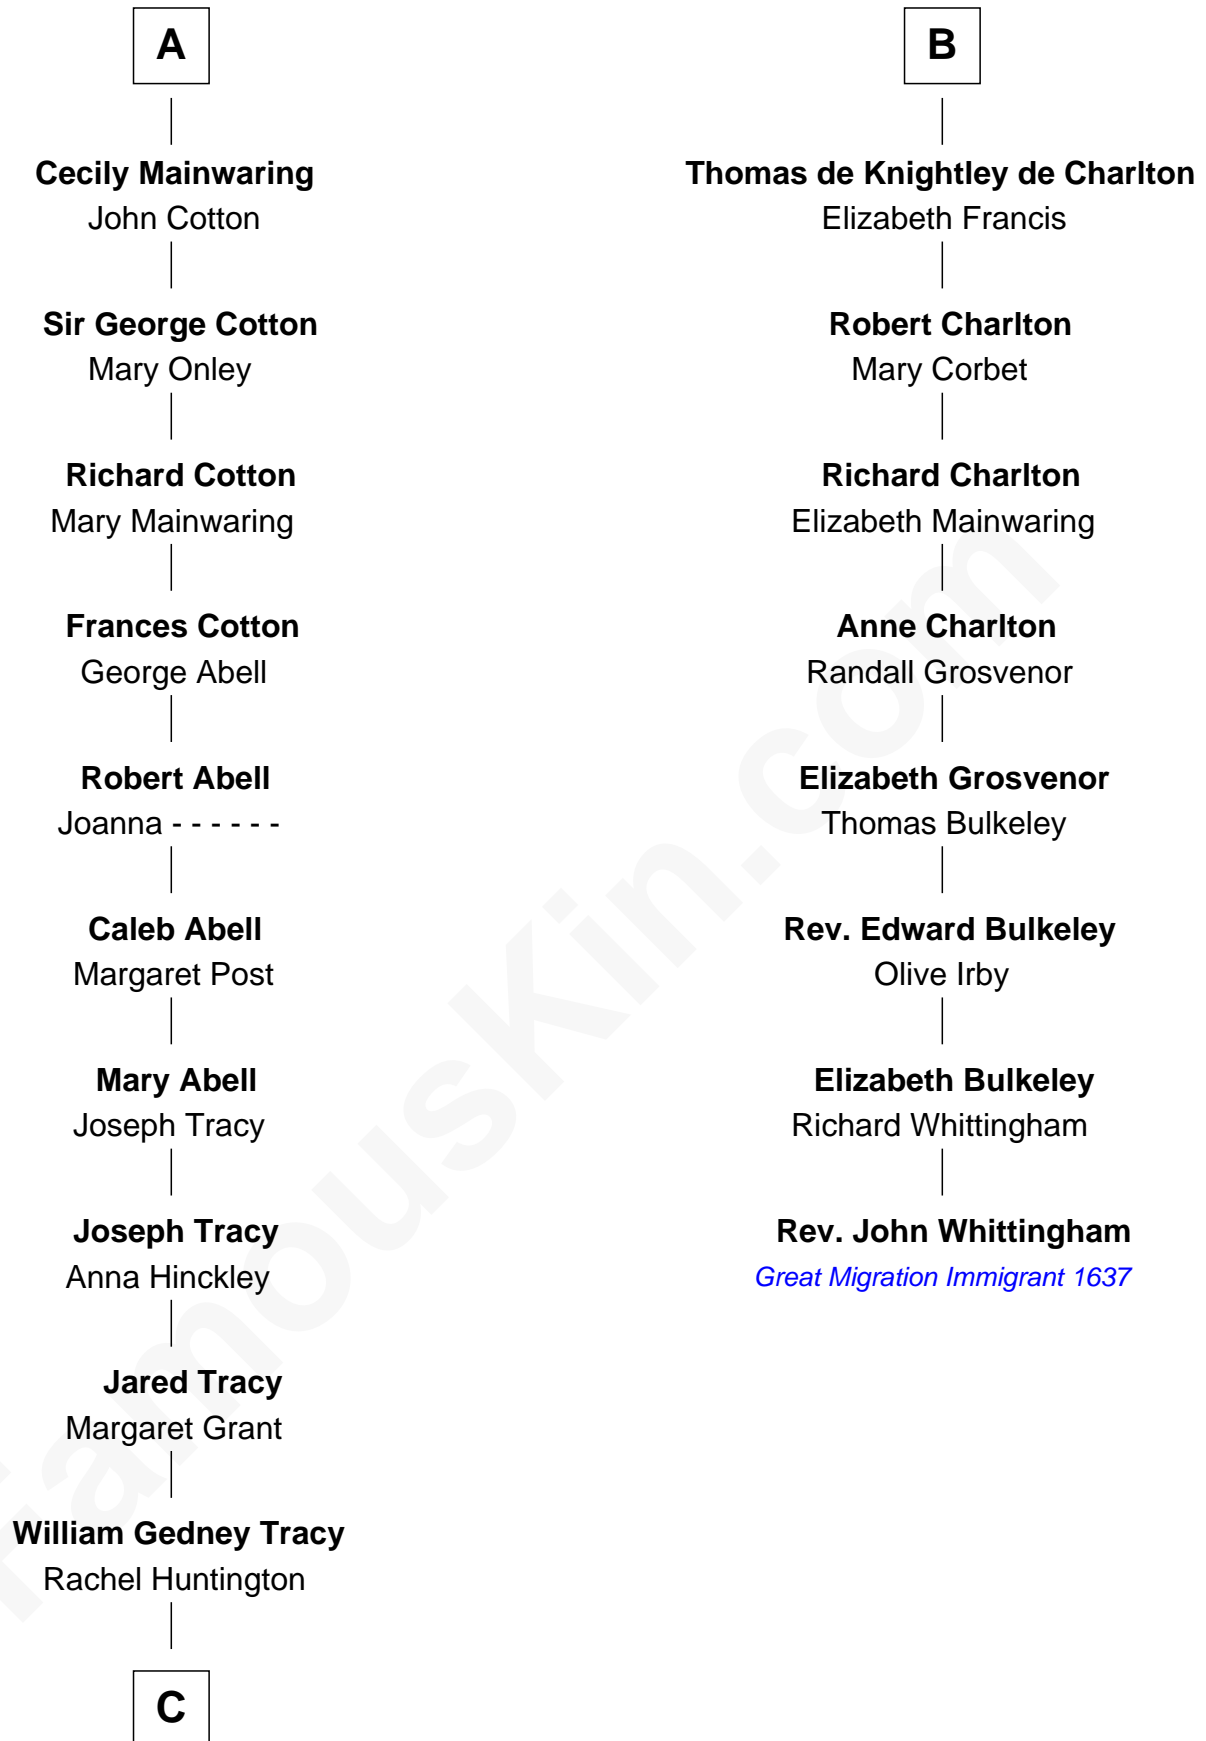 A
Cecily Mainwaring
John Cotton
Sir George Cotton
Mary Onley
Richard Cotton
Mary Mainwaring
Frances Cotton
George Abell
Robert Abell
Joanna - - - - - -
Caleb Abell
Margaret Post
Mary Abell
Joseph Tracy
Joseph Tracy
Anna Hinckley
Jared Tracy
Margaret Grant
William Gedney Tracy
Rachel Huntington
C
B
Thomas de Knightley de Charlton
Elizabeth Francis
Robert Charlton
Mary Corbet
Richard Charlton
Elizabeth Mainwaring
Anne Charlton
Randall Grosvenor
Elizabeth Grosvenor
Thomas Bulkeley
Rev. Edward Bulkeley
Olive Irby
Elizabeth Bulkeley
Richard Whittingham
Rev. John Whittingham
Great Migration Immigrant 1637
FamousKin.com